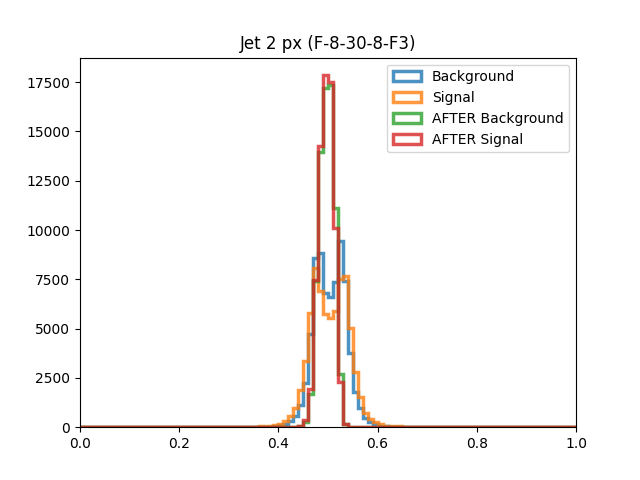 Jet 2 px (F-8-30-8-F3)
Background
Signal
AFTER Background
AFTER Signal
17500
15000
12500
10000
7500
5000
2500
0
0.0 0.2 0.4 0.6 0.8 1.0